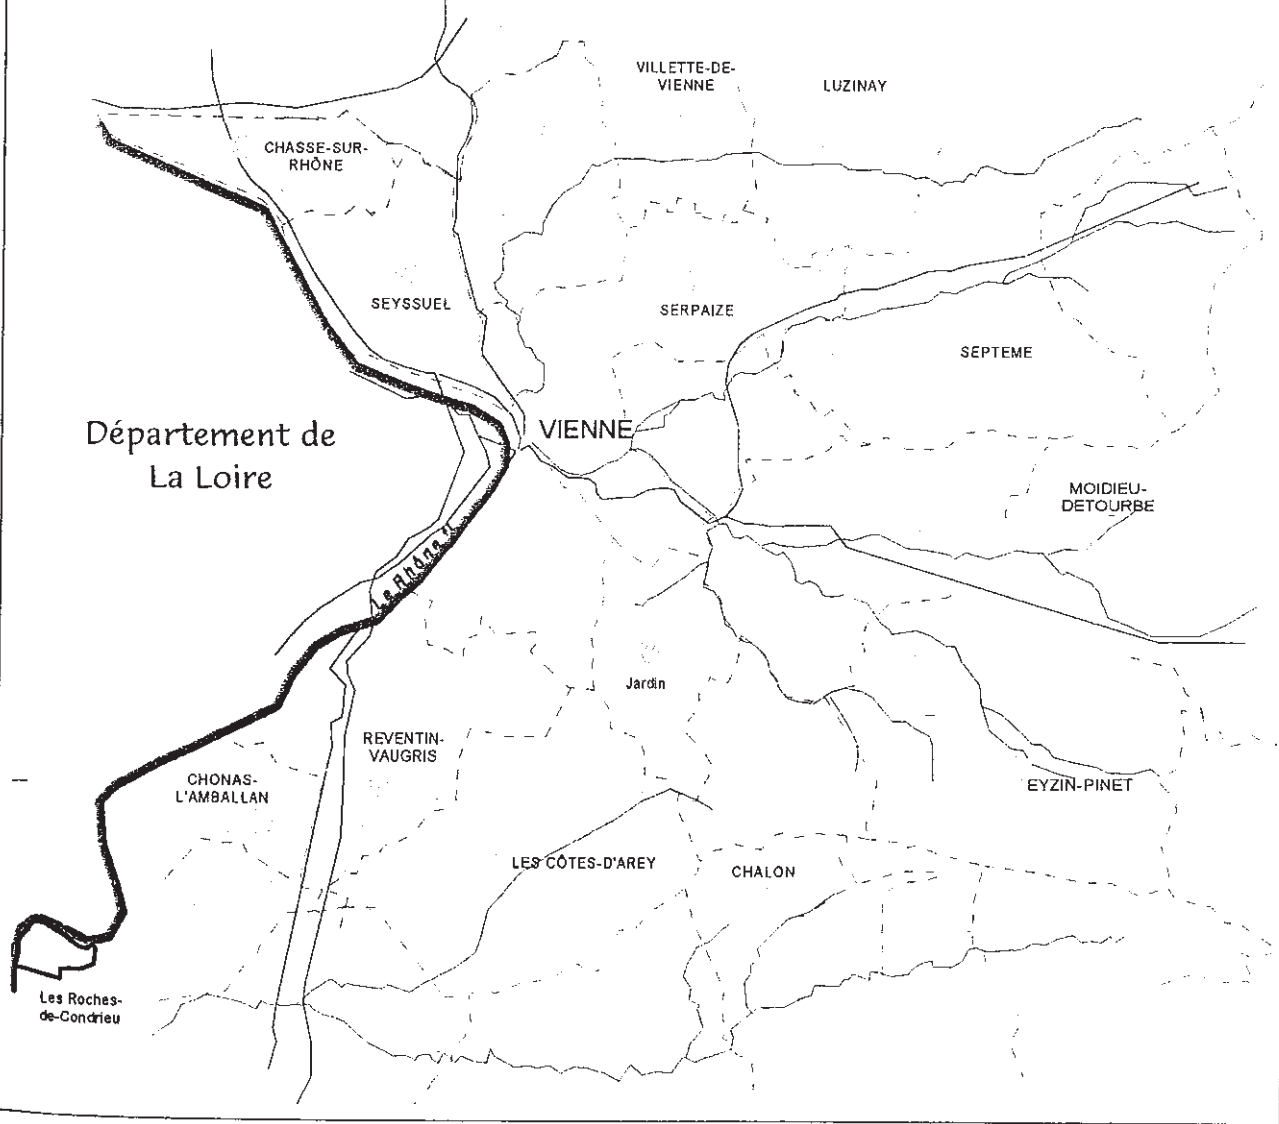 VILLETTE-DE-
VIENNE
LUZINAY
CHASSE-SUR-
RHÔNE
SEYSSUEL
SERPAIZE
SEPTEME
Département de
La Loire
VIENNE
MOIDIEU-
DETOURBE
Le Rhône
Jardin
REVENTIN-
VAUGRIS
CHONAS-
L'AMBALLAN
EYZIN-PINET
LES CÔTES-D'AREY
CHALON
Les Roches-
de-Condrieu